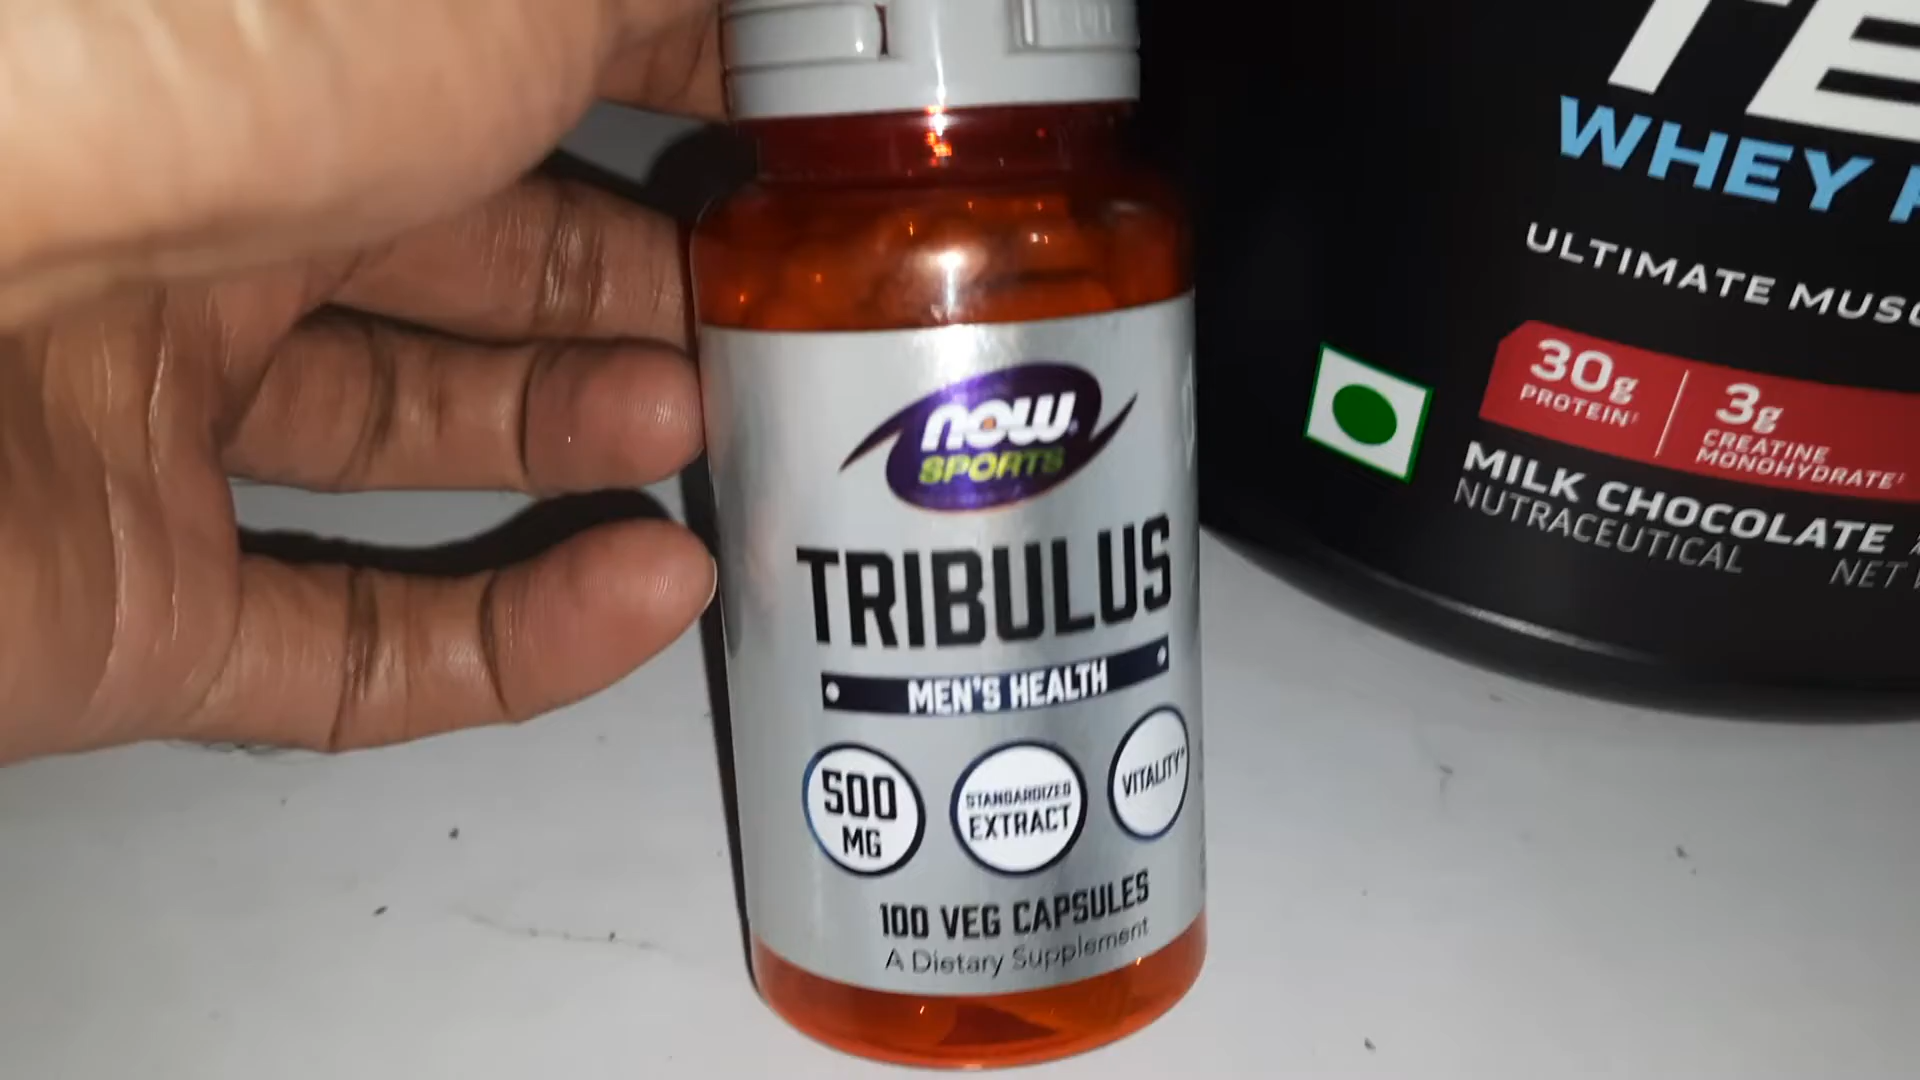 now
SPORTS
TRIBULUS
MEN'S HEALTH
500
MG
STANDARDIZED
EXTRACT
VITALITY*
100 VEG CAPSULES
A Dietary Supplement
WHEY
ULTIMATE
30g
PROTEIN
3g
CREATINE
MONOHYDRATE
MILK CHOCOLATE
NUTRACEUTICAL
NET